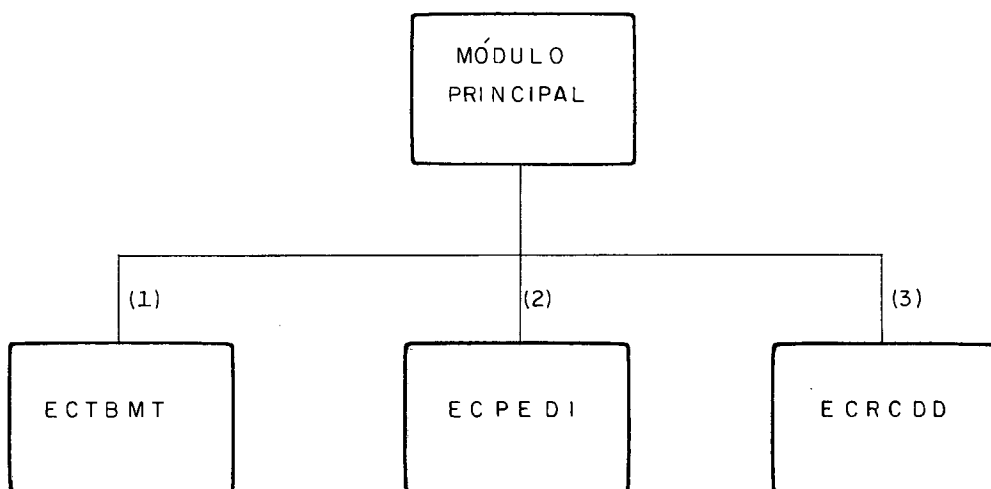 MÓDULO
PRINCIPAL
(1)
(2)
(3)
ECTBMT
ECPEDI
ECRCDD